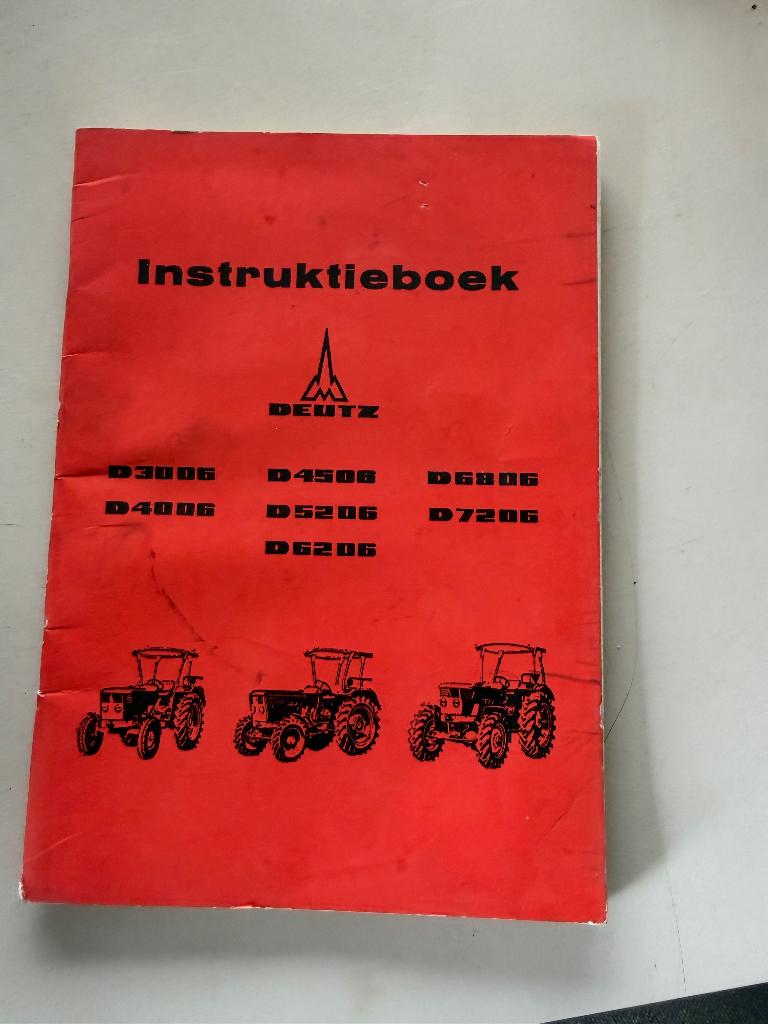 Instruktieboek
DEUTZ
D3006 D4506 D6806
D4006 D5206 D7206
D6206